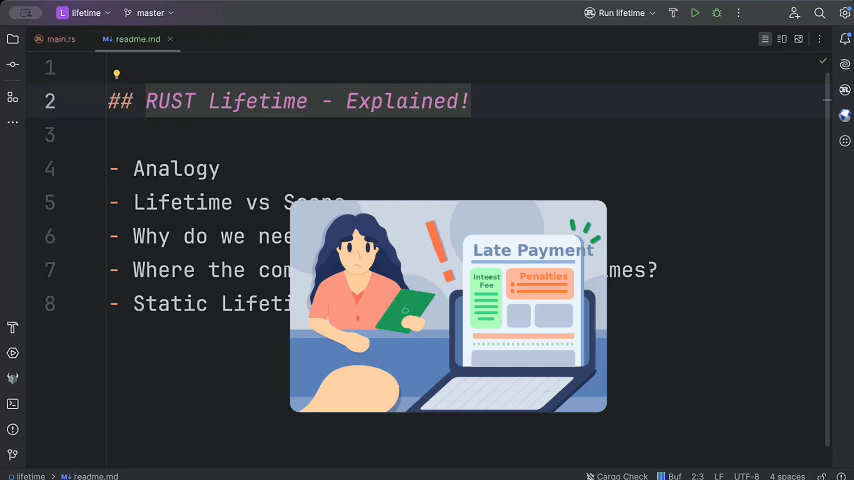 L lifetime master Run lifetime
main.rs readme.md
1
2 ## RUST Lifetime - Explained!
3
4 - Analogy
5 - Lifetime vs Scope
6 - Why do we nee
7 - Where the com imes?
8 - Static Lifeti
Late Payment
Interest Fee
Penalties
lifetime > readme.md Cargo Check Buf 2:3 LF UTF-8 4 spaces